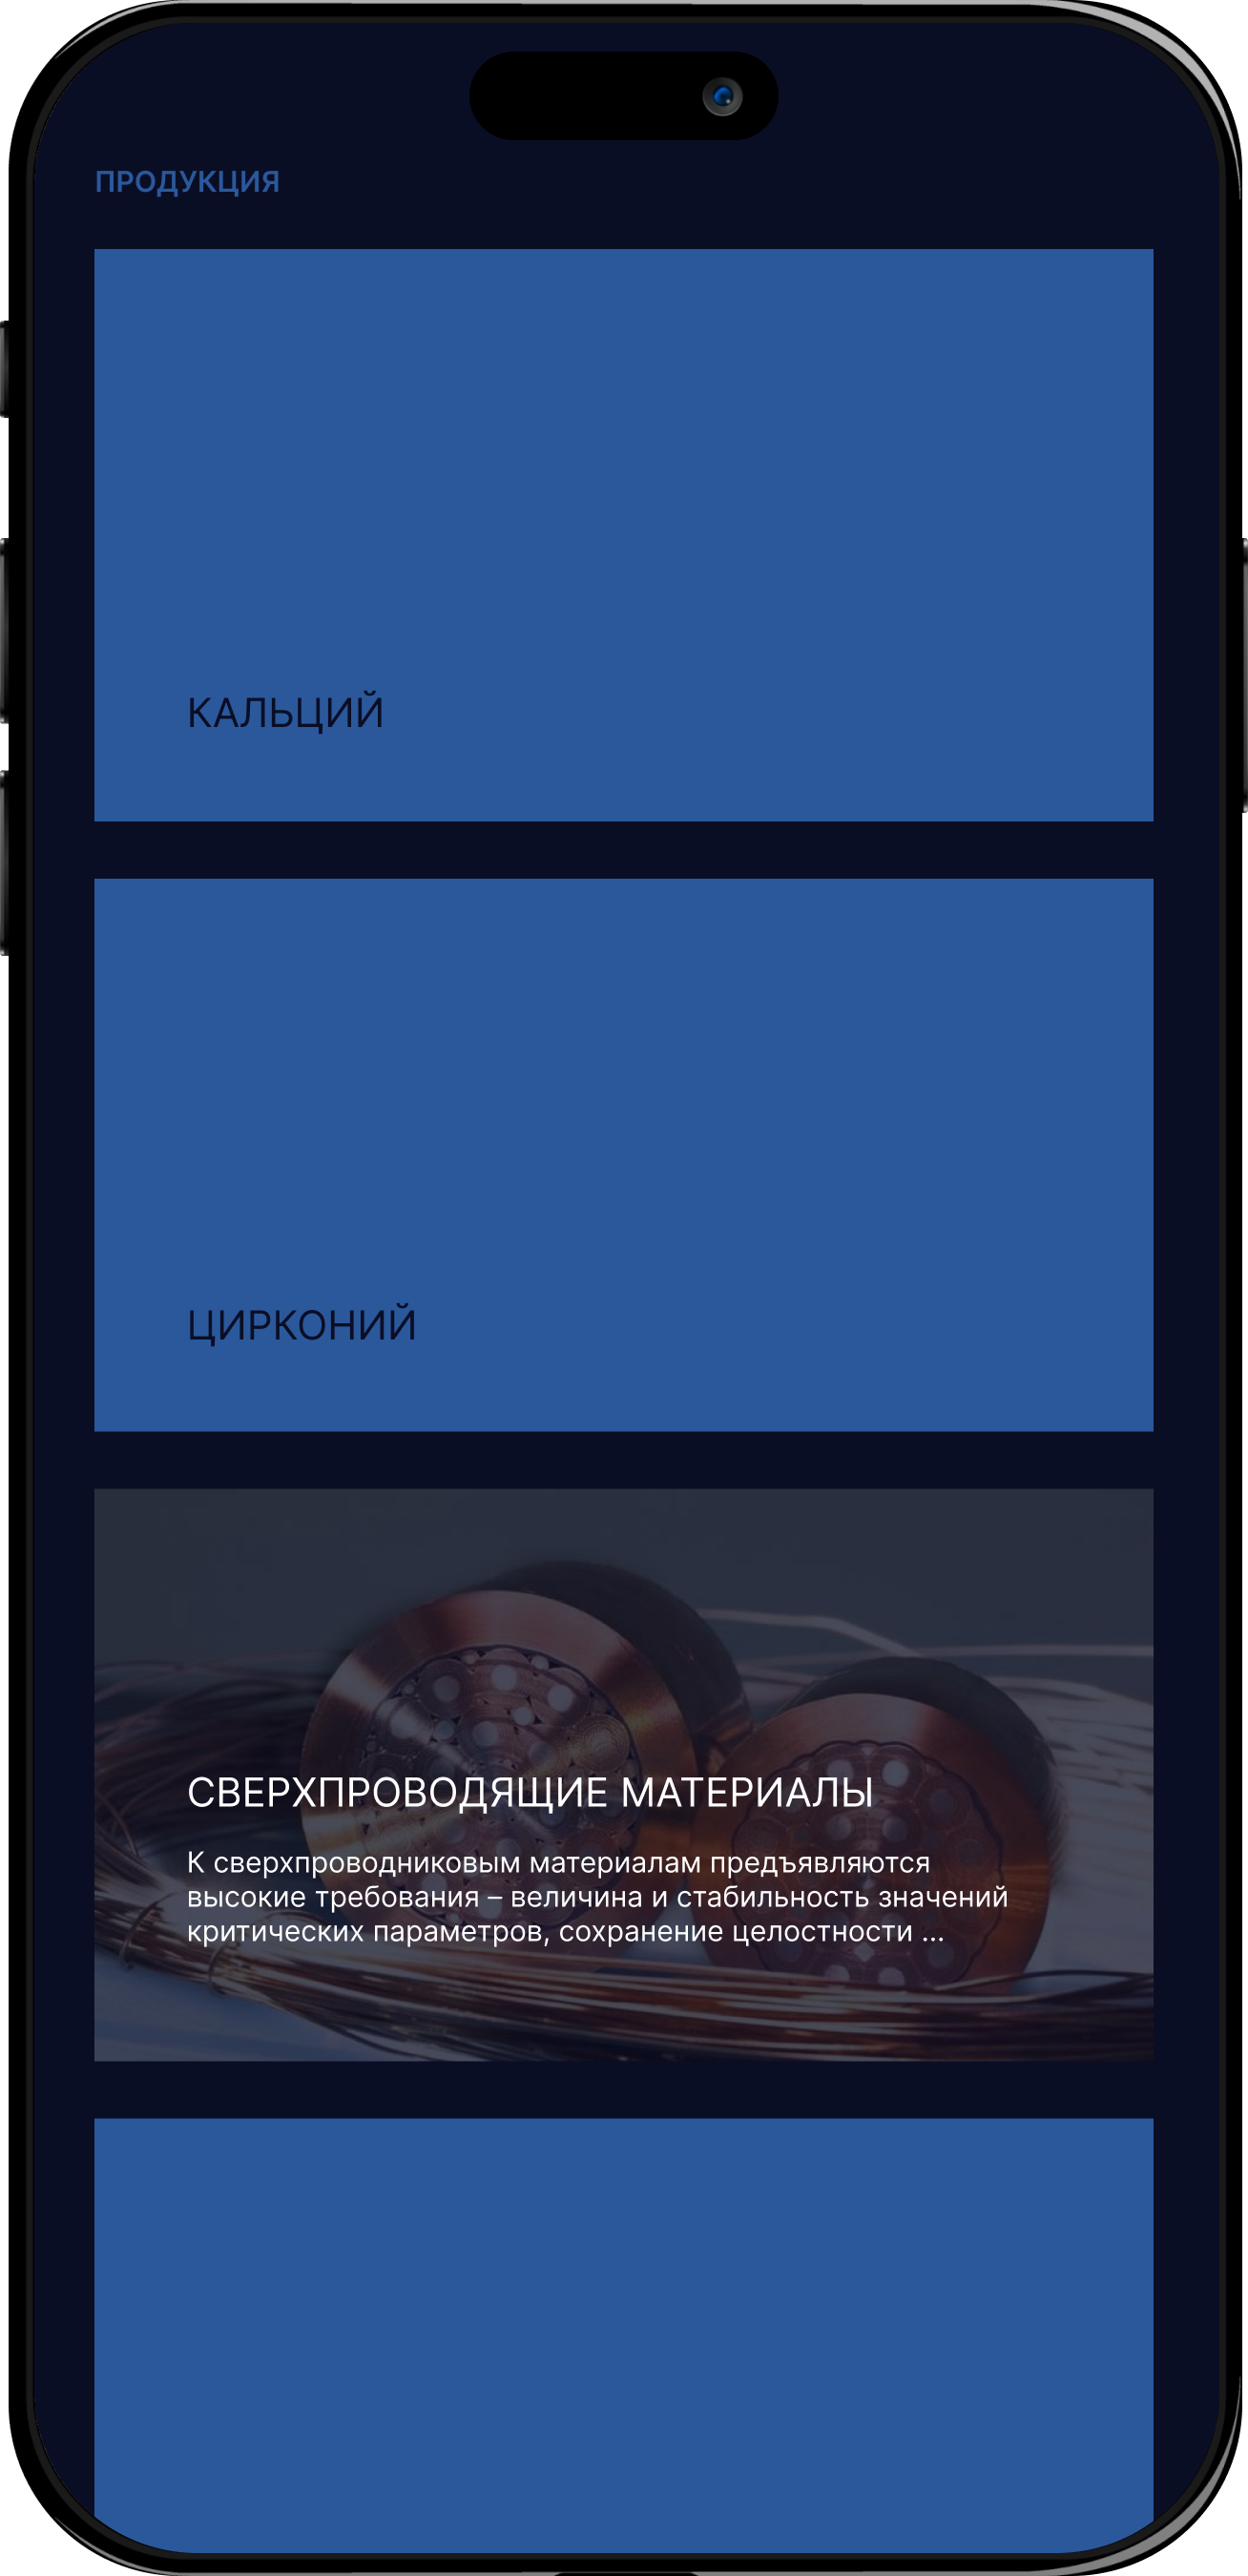 ПРОДУКЦИЯ
КАЛЬЦИЙ
ЦИРКОНИЙ
СВЕРХПРОВОДЯЩИЕ МАТЕРИАЛЫ
К сверхпроводниковым материалам предъявляются
высокие требования – величина и стабильность значений
критических параметров, сохранение целостности ...